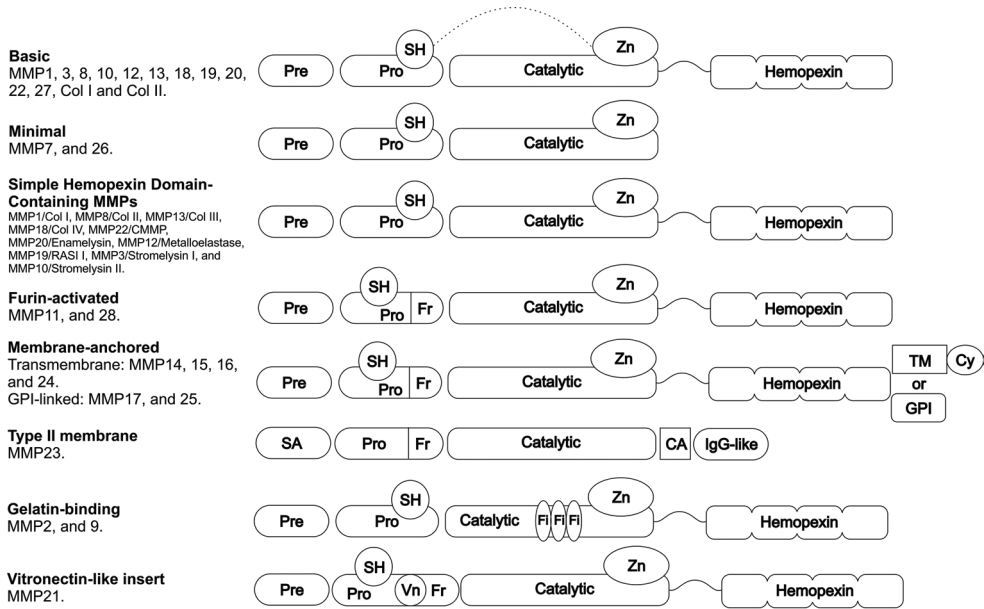 Basic
MMP1, 3, 8, 10, 12, 13, 18, 19, 20,
22, 27, Col I and Col II.
Pre Pro SH Catalytic Zn Hemopexin
Minimal
MMP7, and 26.
Pre Pro SH Catalytic Zn
Simple Hemopexin Domain-
Containing MMPs
MMP1/Col I, MMP8/Col II, MMP13/Col III,
MMP18/Col IV, MMP22/CMMP,
MMP20/Enamelysin, MMP12/Metalloelastase,
MMP19/RASI I, MMP3/Stromelysin I, and
MMP10/Stromelysin II.
Pre Pro SH Catalytic Zn Hemopexin
Furin-activated
MMP11, and 28.
Pre SH Pro Fr Catalytic Zn Hemopexin
Membrane-anchored
Transmembrane: MMP14, 15, 16,
and 24.
GPI-linked: MMP17, and 25.
Pre SH Pro Fr Catalytic Zn Hemopexin TM Cy
or
GPI
Type II membrane
MMP23.
SA Pro Fr Catalytic CA IgG-like
Gelatin-binding
MMP2, and 9.
Pre Pro SH Catalytic Fi Fi Fi Zn Hemopexin
Vitronectin-like insert
MMP21.
Pre SH Pro Vn Fr Catalytic Zn Hemopexin